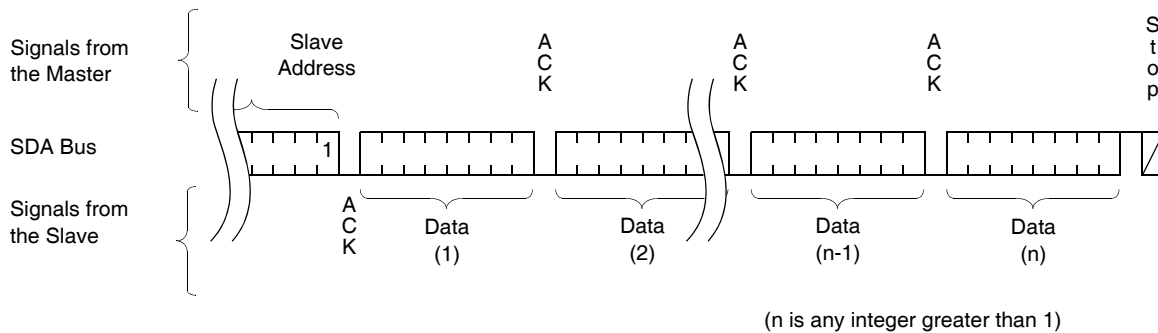 Signals from
the Master
Slave
Address
A
C
K
A
C
K
A
C
K
S
t
o
p
SDA Bus
1
Signals from
the Slave
A
C
K
Data
(1)
Data
(2)
Data
(n-1)
Data
(n)
(n is any integer greater than 1)